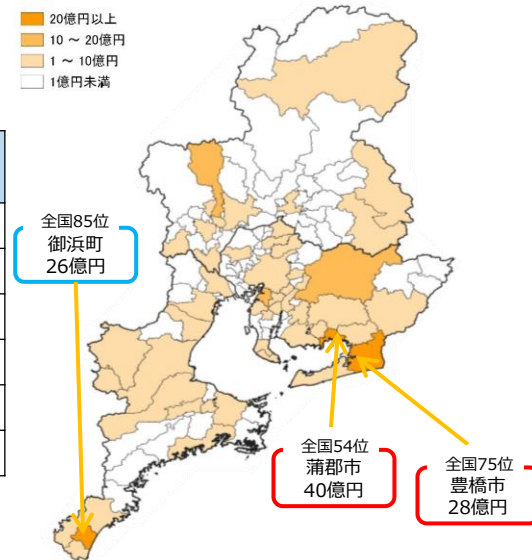 20億円以上
10 ～ 20億円
1 ～ 10億円
1億円未満
全国85位
御浜町
26億円
全国54位
蒲郡市
40億円
全国75位
豊橋市
28億円